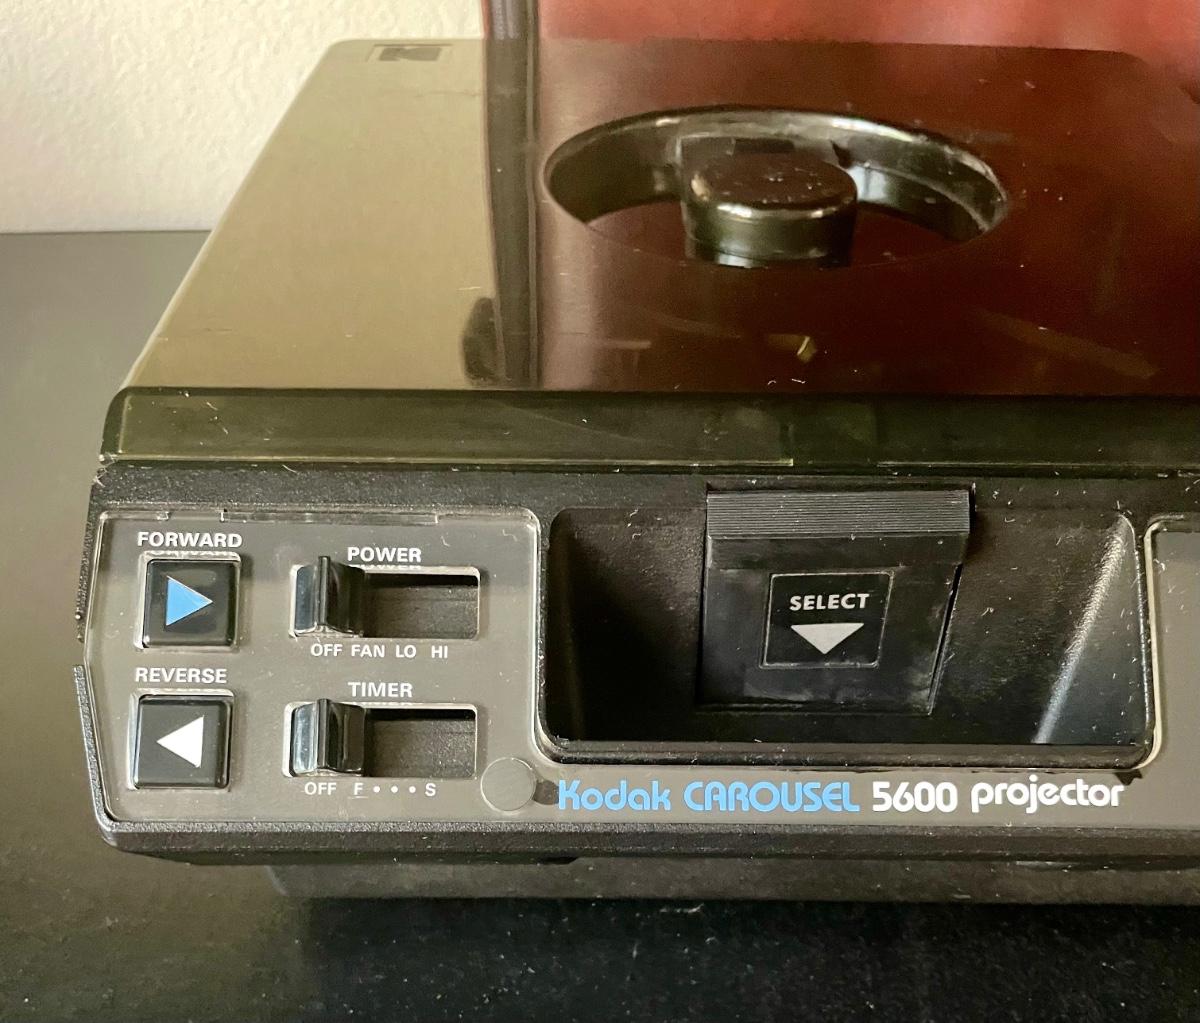 FORWARD
POWER
OFF FAN LO HI
REVERSE
TIMER
OFF F • • • S
SELECT
Kodak CAROUSEL 5600 projector